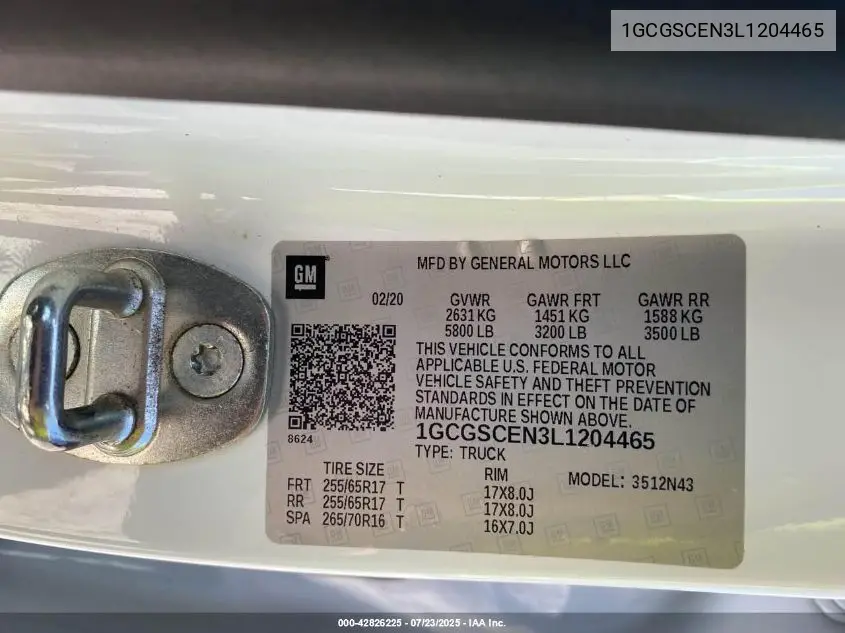 1GCGSCEN3L1204465
GM
MFD BY GENERAL MOTORS LLC
02/20 GVWR GAWR FRT GAWR RR
2631 KG 1451 KG 1588 KG
5800 LB 3200 LB 3500 LB
THIS VEHICLE CONFORMS TO ALL
APPLICABLE U.S. FEDERAL MOTOR
VEHICLE SAFETY AND THEFT PREVENTION
STANDARDS IN EFFECT ON THE DATE OF
MANUFACTURE SHOWN ABOVE.
8624
1GCGSCEN3L1204465
TYPE: TRUCK
TIRE SIZE RIM MODEL: 3512N43
FRT 255/65R17 T 17X8.0J
RR 255/65R17 T 17X8.0J
SPA 265/70R16 T 16X7.0J
000-42826225 - 07/23/2025 - IAA Inc.